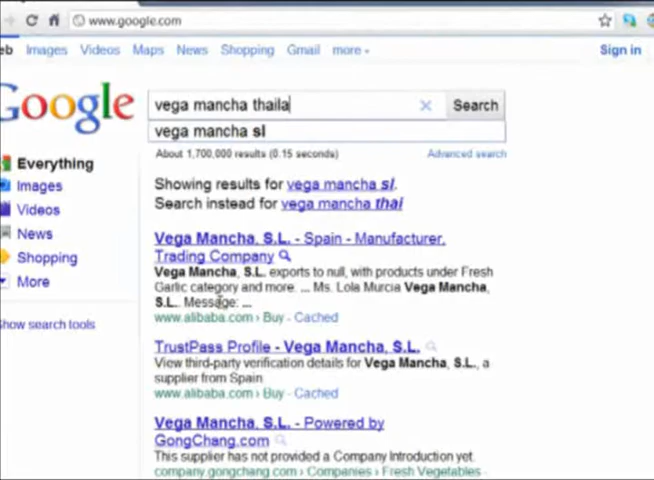 www.google.com
Images Videos Maps News Shopping Gmail more Sign in
Google vega mancha thaila Search
vega mancha sl
About 1,700,000 results (0.15 seconds) Advanced search
Everything
Images
Videos
News
Shopping
More
Show search tools
Showing results for vega mancha sl.
Search instead for vega mancha thai
Vega Mancha, S.L. - Spain - Manufacturer,
Trading Company
Vega Mancha, S.L. exports to null, with products under Fresh
Garlic category and more. ... Ms. Lola Murcia Vega Mancha,
S.L. Message: ...
www.alibaba.com › Buy - Cached
TrustPass Profile - Vega Mancha, S.L.
View third-party verification details for Vega Mancha, S.L., a
supplier from Spain
www.alibaba.com › Buy - Cached
Vega Mancha, S.L. - Powered by
GongChang.com
This supplier has not provided a Company Introduction yet.
company.gongchang.com › Companies › Fresh Vegetables